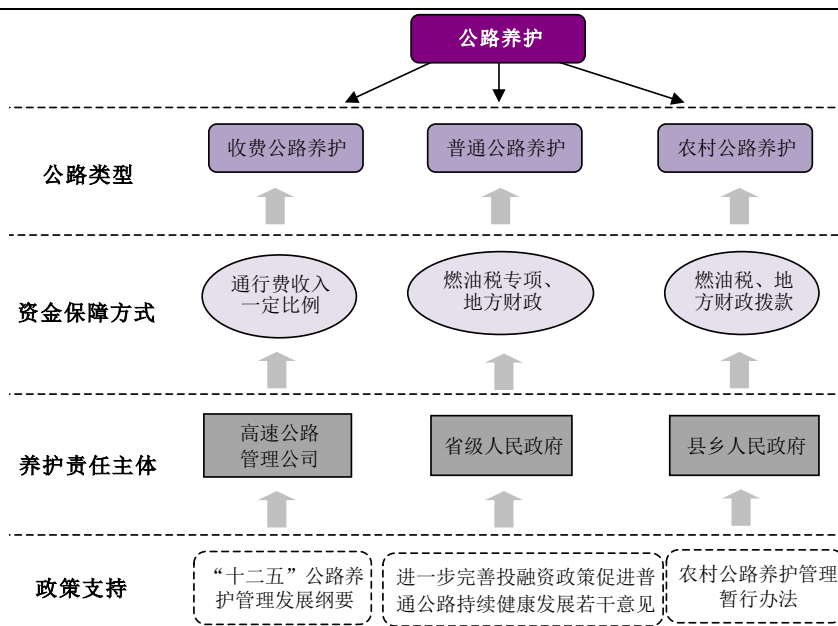 公路养护
公路类型
收费公路养护
普通公路养护
农村公路养护
资金保障方式
通行费收入
一定比例
燃油税专项、
地方财政
燃油税、地
方财政拨款
养护责任主体
高速公路
管理公司
省级人民政府
县乡人民政府
政策支持
“十二五”公路养
护管理发展纲要
进一步完善投融资政策促进普
通公路持续健康发展若干意见
农村公路养护管理
暂行办法